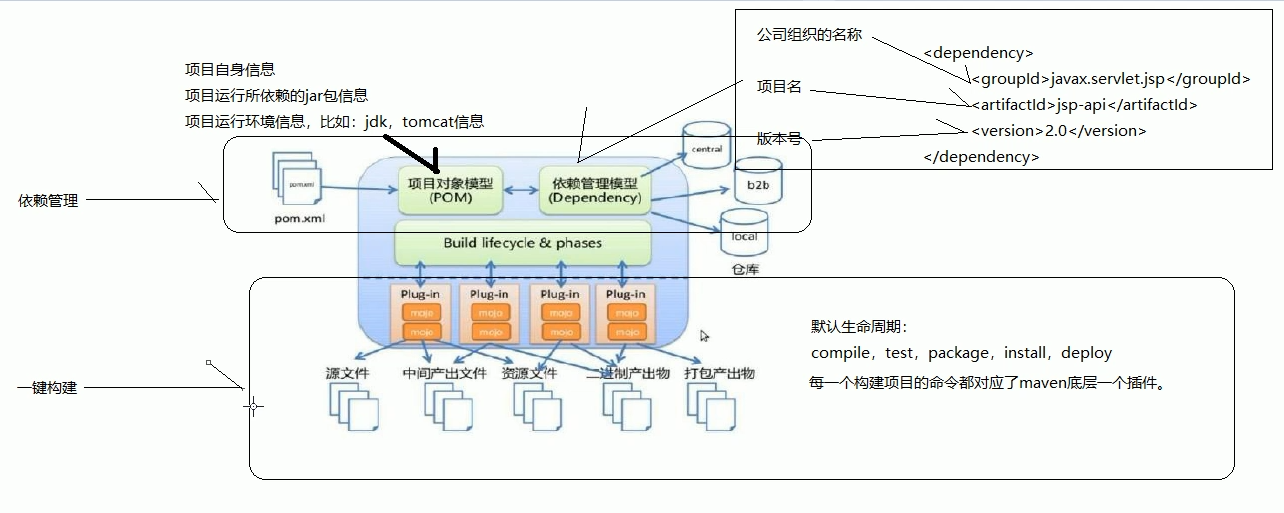 公司组织的名称
<dependency>
项目自身信息
<groupId>javax.servlet.jsp</groupId>
项目名
项目运行所依赖的jar包信息
<artifactId>jsp-api</artifactId>
项目运行环境信息，比如：jdk，tomcat信息
<version>2.0</version>
版本号
</dependency>
central
pom.xml
项目对象模型
(POM)
依赖管理模型
(Dependency)
b2b
依赖管理
pom.xml
local
Build lifecycle & phases
仓库
Plug-in
Plug-in
Plug-in
Plug-in
mojo
mojo
mojo
mojo
mojo
mojo
mojo
mojo
默认生命周期：
compile，test，package，install，deploy
每一个构建项目的命令都对应了maven底层一个插件。
一键构建
源文件
中间产出文件
资源文件
二进制产出物
打包产出物